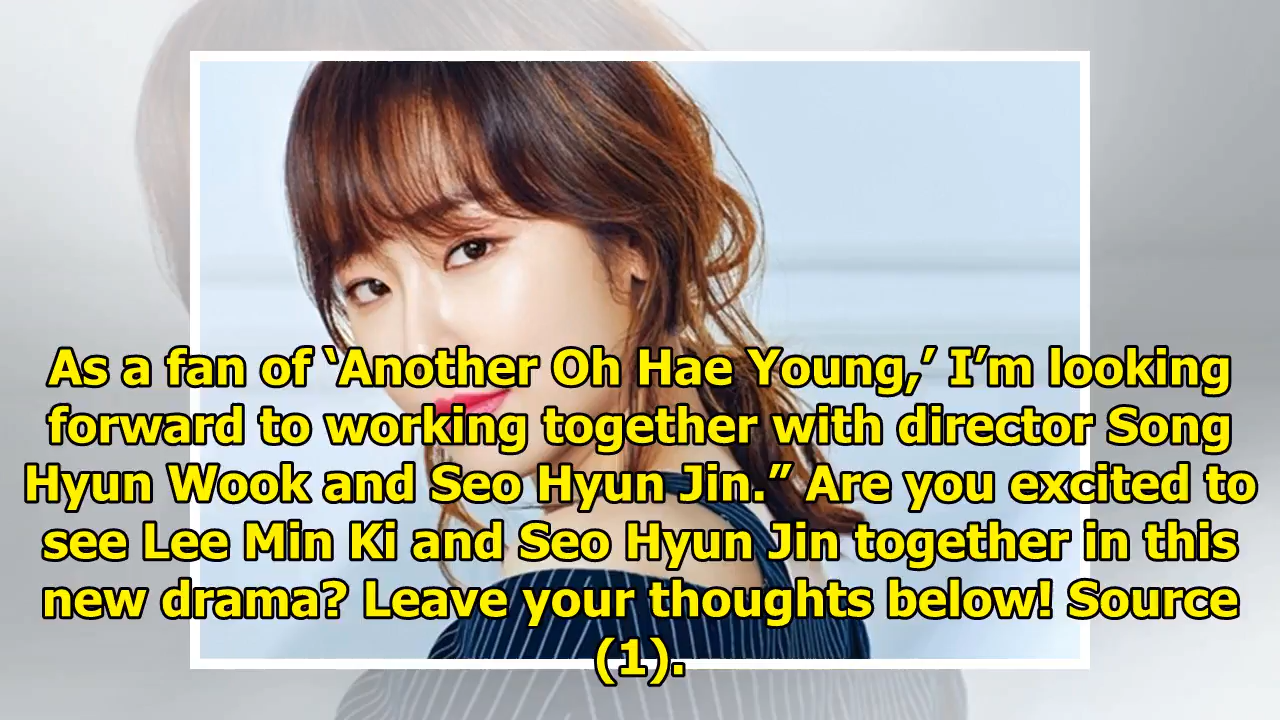 As a fan of ‘Another Oh Hae Young,’ I’m looking
forward to working together with director Song
Hyun Wook and Seo Hyun Jin.” Are you excited to
see Lee Min Ki and Seo Hyun Jin together in this
new drama? Leave your thoughts below! Source
(1).